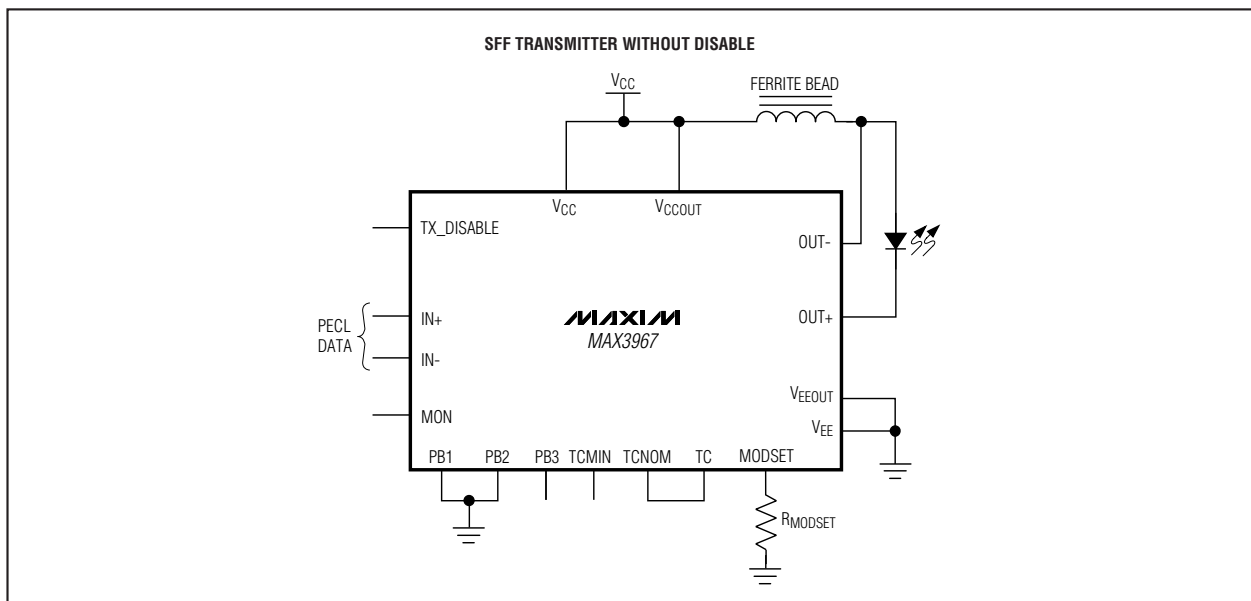 SFF TRANSMITTER WITHOUT DISABLE
VCC
FERRITE BEAD
VCC
VCCOUT
TX_DISABLE
OUT-
PECL
DATA
IN+
IN-
MAXIM
MAX3967
OUT+
VEEOUT
VEE
MON
PB1
PB2
PB3
TCMIN
TCNOM
TC
MODSET
RMODSET